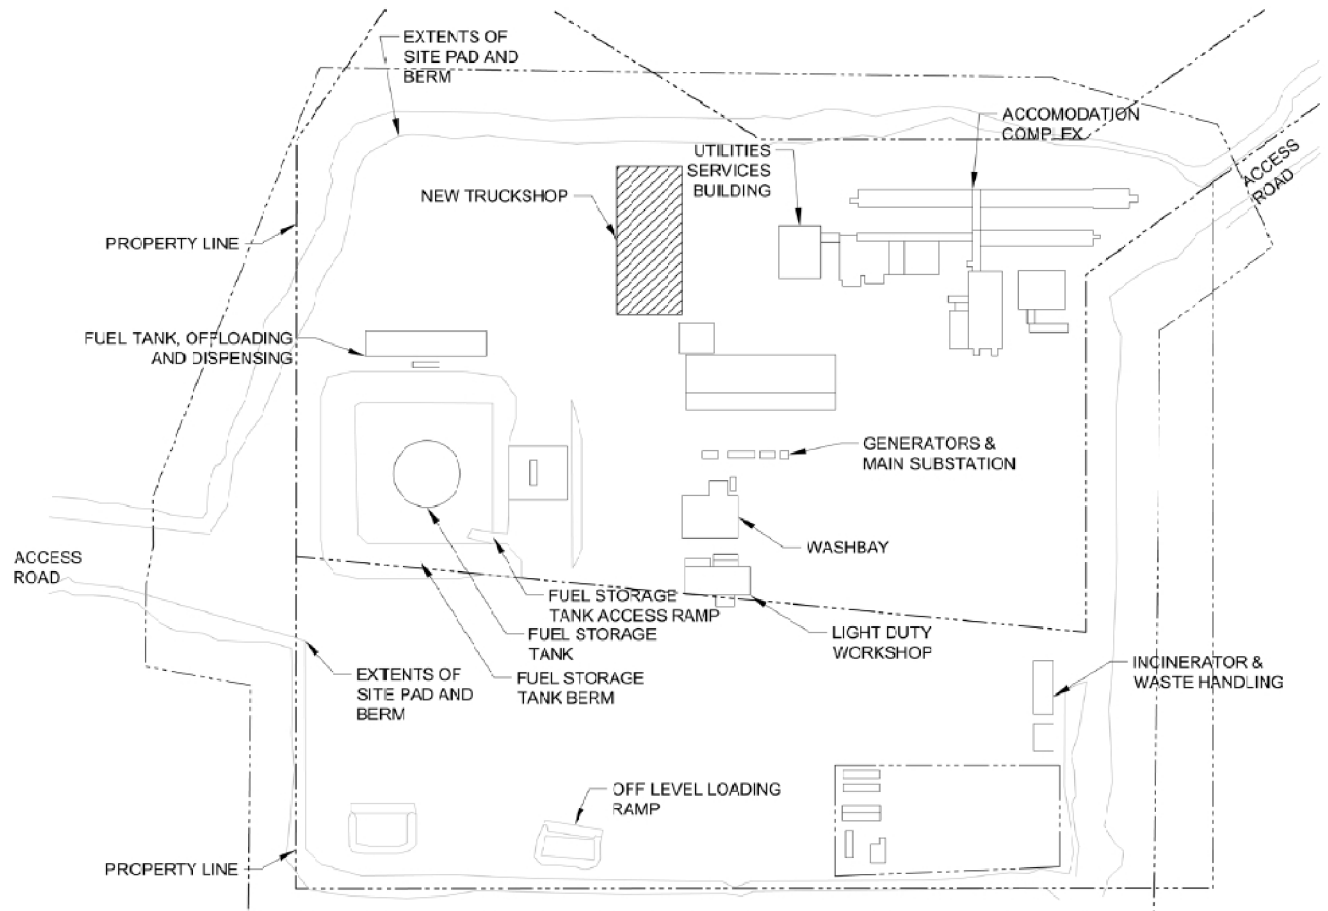 EXTENTS OF
SITE PAD AND
BERM
ACCOMODATION
COMPLEX
UTILITIES
SERVICES
BUILDING
ACCESS
ROAD
NEW TRUCKSHOP
PROPERTY LINE
FUEL TANK, OFFLOADING
AND DISPENSING
GENERATORS &
MAIN SUBSTATION
WASHBAY
ACCESS
ROAD
FUEL STORAGE
TANK ACCESS RAMP
FUEL STORAGE
TANK
LIGHT DUTY
WORKSHOP
INCINERATOR &
WASTE HANDLING
EXTENTS OF
SITE PAD AND
BERM
FUEL STORAGE
TANK BERM
OFF LEVEL LOADING
RAMP
PROPERTY LINE